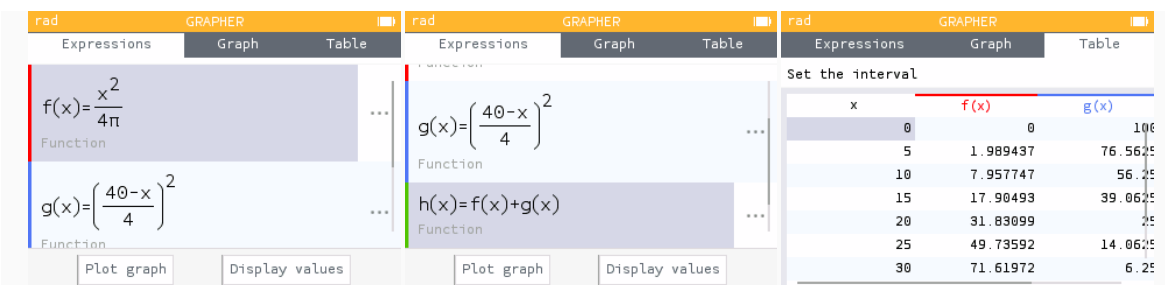 rad GRAPHER
Expressions Graph Table
f(x)=x²/4π
Function
g(x)=((40-x)/4)²
Function
Plot graph Display values
rad GRAPHER
Expressions Graph Table
Function
g(x)=((40-x)/4)²
Function
h(x)=f(x)+g(x)
Function
Plot graph Display values
rad GRAPHER
Expressions Graph Table
Set the interval
x f(x) g(x)
0 0 100
5 1.989437 76.5625
10 7.957747 56.25
15 17.90493 39.0625
20 31.83099 25
25 49.73592 14.0625
30 71.61972 6.25